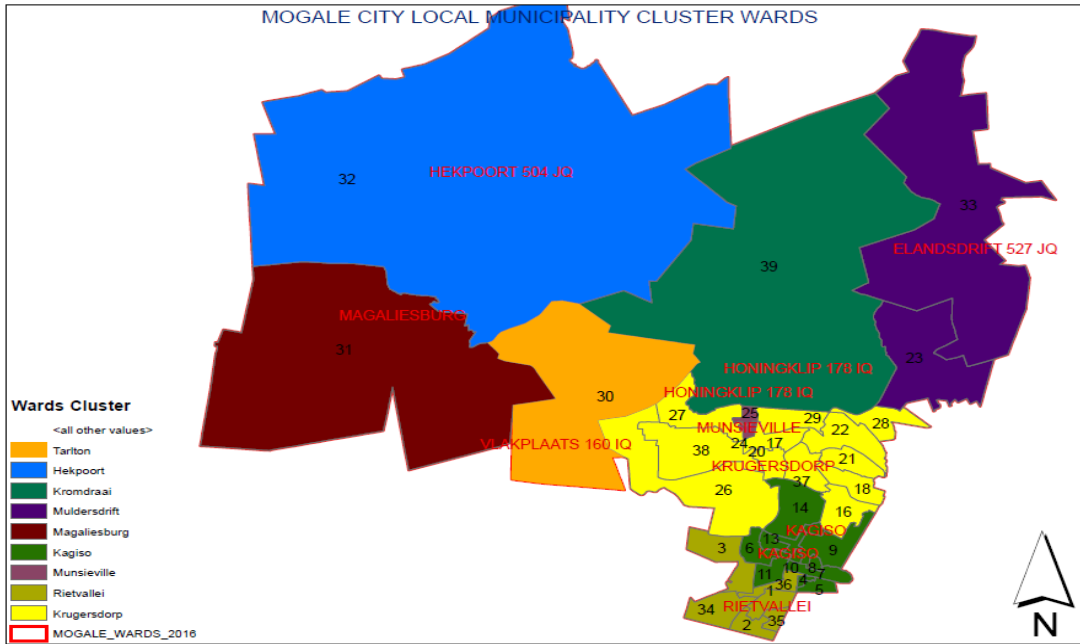 MOGALE CITY LOCAL MUNICIPALITY CLUSTER WARDS
32
HEKPOORT 504 JQ
33
ELANDSDRIFT 527 JQ
39
MAGALIESBURG
31
23
HONINGKLIP 178 IQ
HONINGKLIP 178 IQ
30
27
25
29
28
MUNSIEVILLE
22
VLAKPLAATS 160 IQ
24
17
38
20
21
KRUGERSDORP
26
37
18
14
16
KAGISO
3
6
13
9
KAGISO
11
10
8
7
4
5
36
1
34
RIETVALLEI
2
35
Wards Cluster
<all other values>
Tarlton
Hekpoort
Kromdraai
Muldersdrift
Magaliesburg
Kagiso
Munsieville
Rietvallei
Krugersdorp
MOGALE_WARDS_2016
N